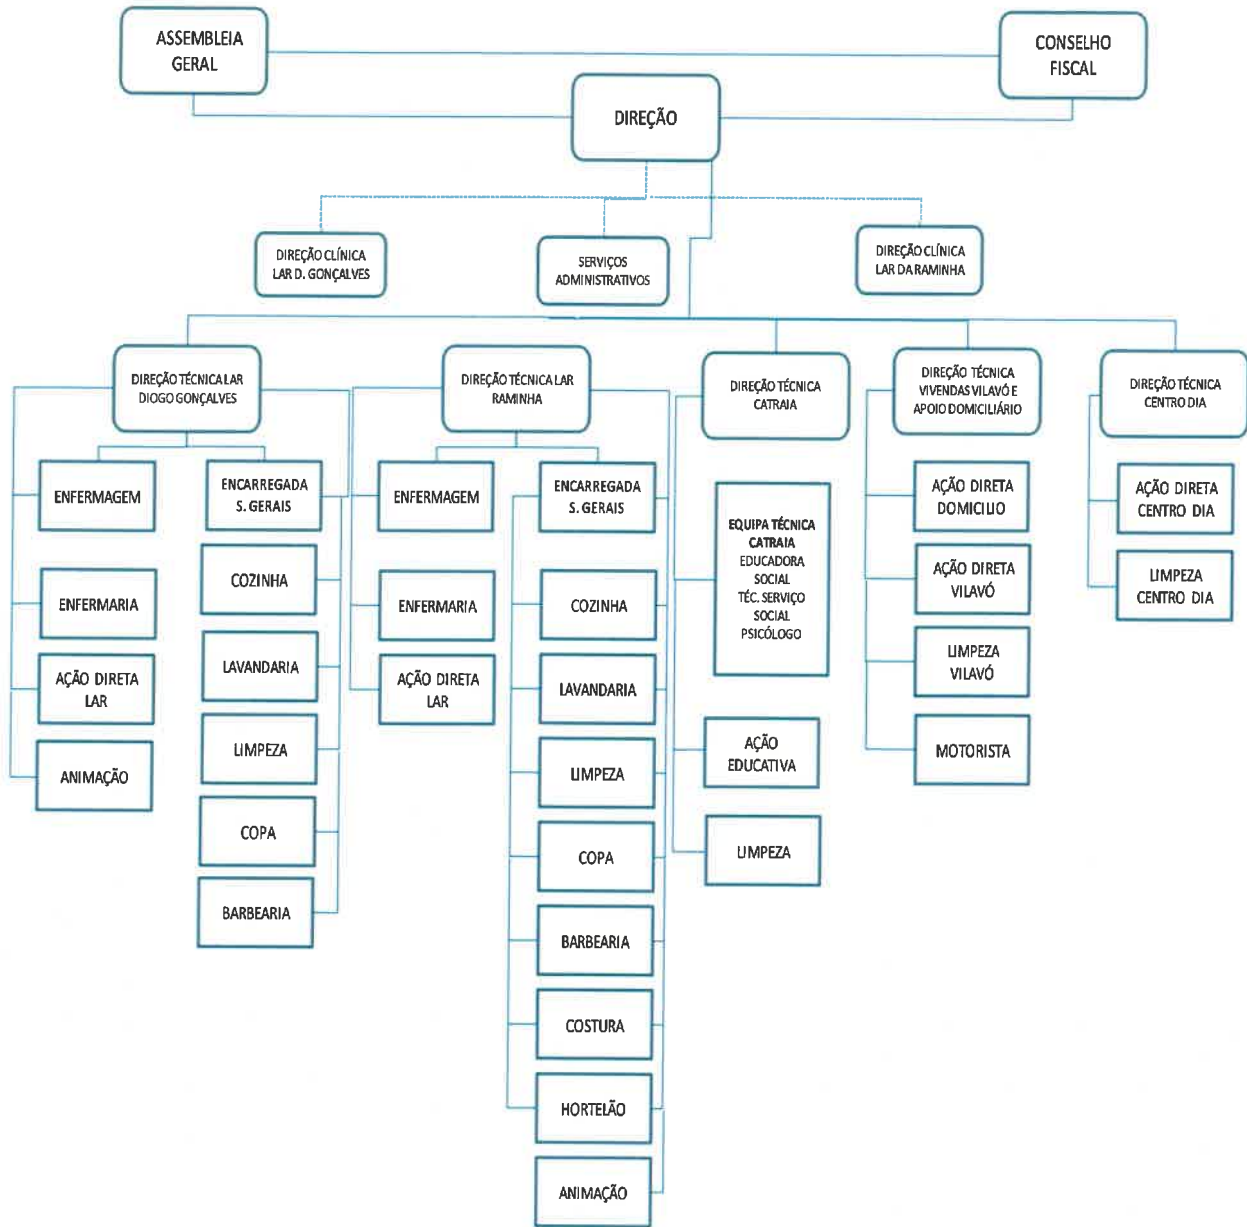 ASSEMBLEIA
GERAL
CONSELHO
FISCAL
DIREÇÃO
DIREÇÃO CLÍNICA
LAR D. GONÇALVES
SERVIÇOS
ADMINISTRATIVOS
DIREÇÃO CLÍNICA
LAR DA RAMINHA
DIREÇÃO TÉCNICA LAR
DIOGO GONÇALVES
DIREÇÃO TÉCNICA LAR
RAMINHA
DIREÇÃO TÉCNICA
CATRAIA
DIREÇÃO TÉCNICA
VIVENDAS VILAVÓ E
APOIO DOMICILIÁRIO
DIREÇÃO TÉCNICA
CENTRO DIA
ENFERMAGEM
ENFERMARIA
AÇÃO DIRETA
LAR
ANIMAÇÃO
ENCARREGADA
S. GERAIS
COZINHA
LAVANDARIA
LIMPEZA
COPA
BARBEARIA
ENFERMAGEM
ENFERMARIA
AÇÃO DIRETA
LAR
ENCARREGADA
S. GERAIS
COZINHA
LAVANDARIA
LIMPEZA
COPA
BARBEARIA
COSTURA
HORTELÃO
ANIMAÇÃO
EQUIPA TÉCNICA
CATRAIA
EDUCADORA
SOCIAL
TÉC. SERVIÇO
SOCIAL
PSICÓLOGO
AÇÃO
EDUCATIVA
LIMPEZA
AÇÃO DIRETA
DOMICILIO
AÇÃO DIRETA
VILAVÓ
LIMPEZA
VILAVÓ
MOTORISTA
AÇÃO DIRETA
CENTRO DIA
LIMPEZA
CENTRO DIA